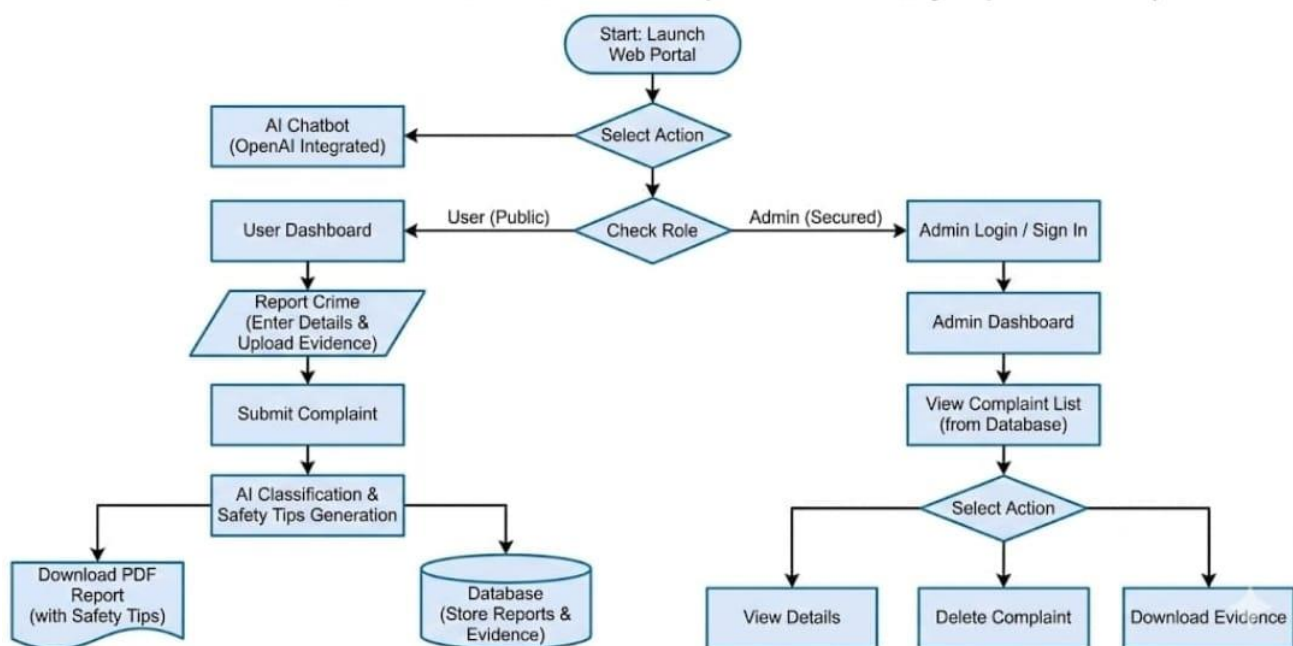 Start: Launch
Web Portal
AI Chatbot
(OpenAI Integrated)
Select Action
User Dashboard
User (Public)
Check Role
Admin (Secured)
Admin Login / Sign In
Report Crime
(Enter Details &
Upload Evidence)
Admin Dashboard
Submit Complaint
View Complaint List
(from Database)
AI Classification &
Safety Tips Generation
Select Action
Download PDF
Report
(with Safety Tips)
Database
(Store Reports &
Evidence)
View Details
Delete Complaint
Download Evidence